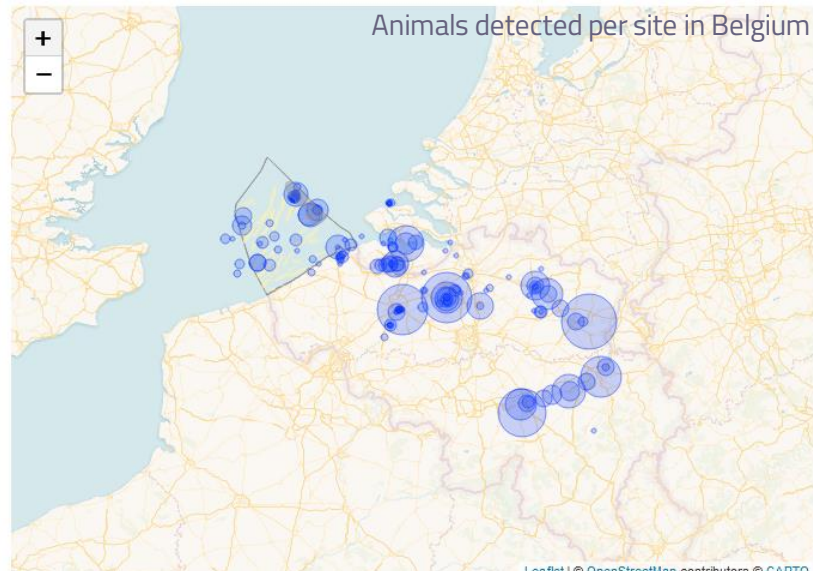 Animals detected per site in Belgium
+
−
Leaflet | © OpenStreetMap contributors © CARTO